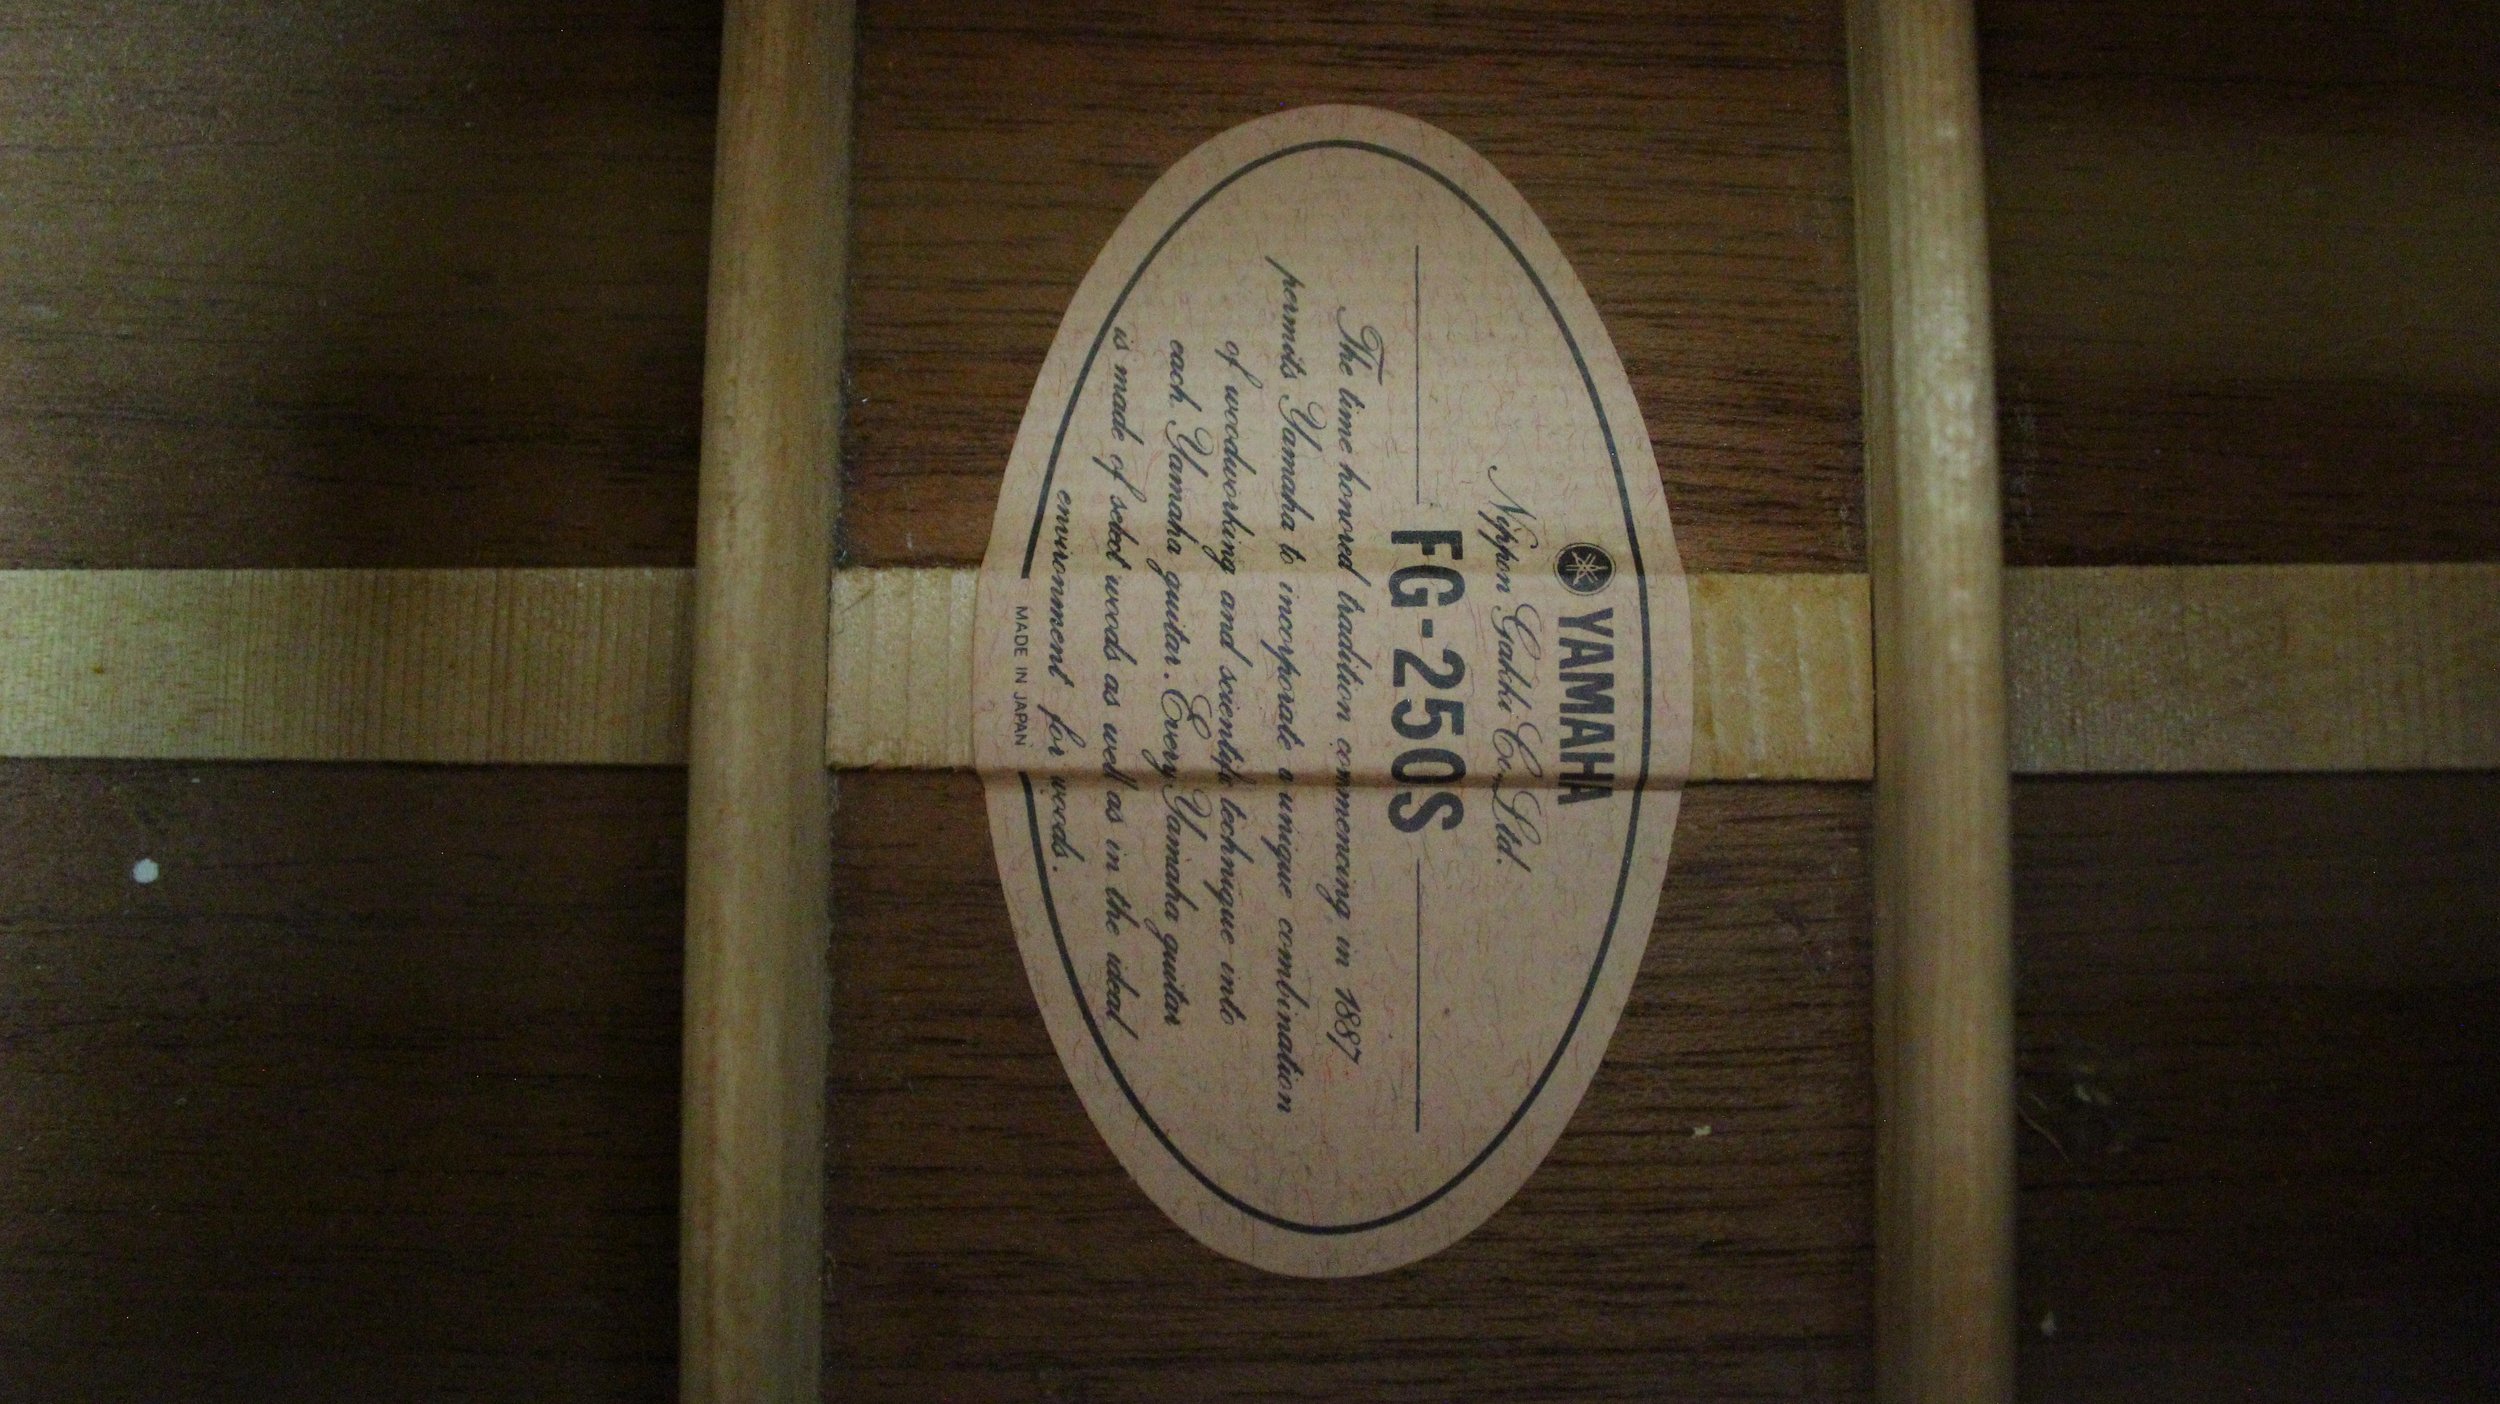 YAMAHA
Nippon Gakki Co. Ltd.
FG-250S
The time honored tradition commencing in 1887
permits Yamaha to incorporate a unique combination
of woodworking and scientific technique into
each Yamaha guitar. Every Yamaha guitar
is made of select woods as well as in the ideal
environment for woods.
MADE IN JAPAN